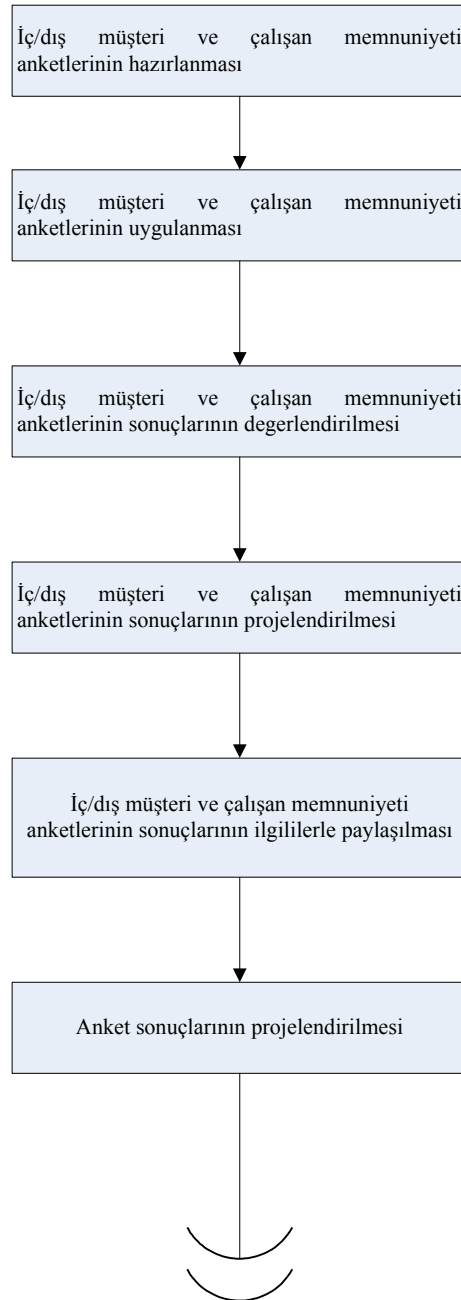 İç/dış müşteri ve çalışan memnuniyeti
anketlerinin hazırlanması
İç/dış müşteri ve çalışan memnuniyeti
anketlerinin uygulanması
İç/dış müşteri ve çalışan memnuniyeti
anketlerinin sonuçlarının degerlendirilmesi
İç/dış müşteri ve çalışan memnuniyeti
anketlerinin sonuçlarının projelendirilmesi
İç/dış müşteri ve çalışan memnuniyeti
anketlerinin sonuçlarının ilgililerle paylaşılması
Anket sonuçlarının projelendirilmesi